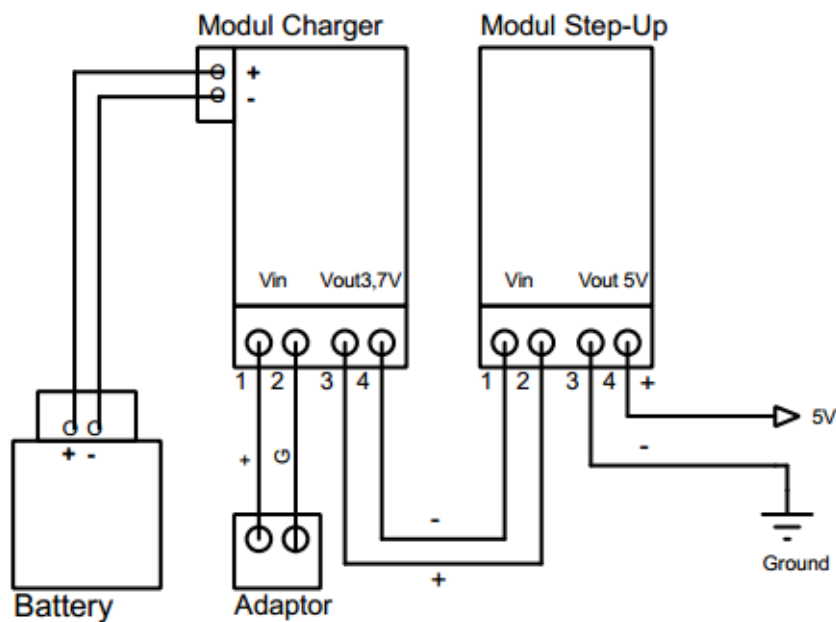 Modul Charger
Modul Step-Up
+
-
Vin Vout3,7V
Vin Vout 5V
1 2 3 4
1 2 3 4 +
5V
+ G
-
+ -
-
+
Ground
Battery
Adaptor